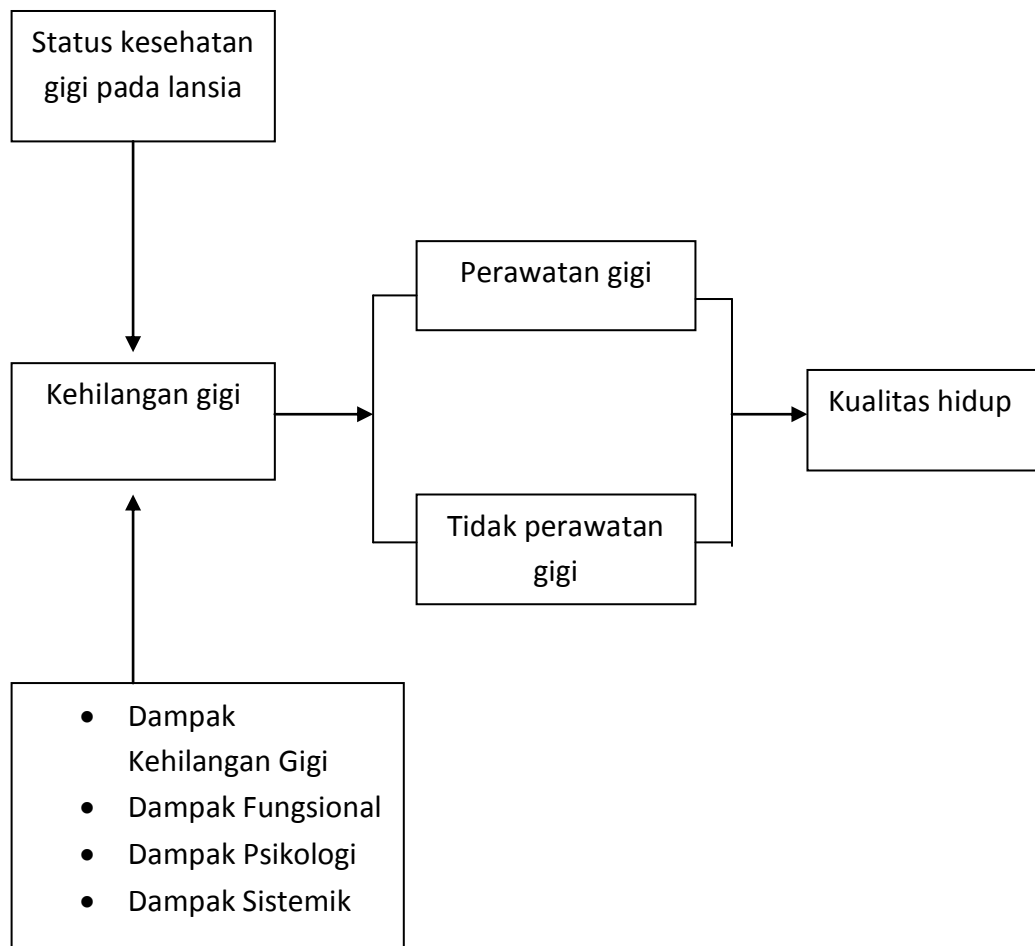 Status kesehatan
gigi pada lansia
Perawatan gigi
Kehilangan gigi
Kualitas hidup
Tidak perawatan
gigi
• Dampak
Kehilangan Gigi
• Dampak Fungsional
• Dampak Psikologi
• Dampak Sistemik